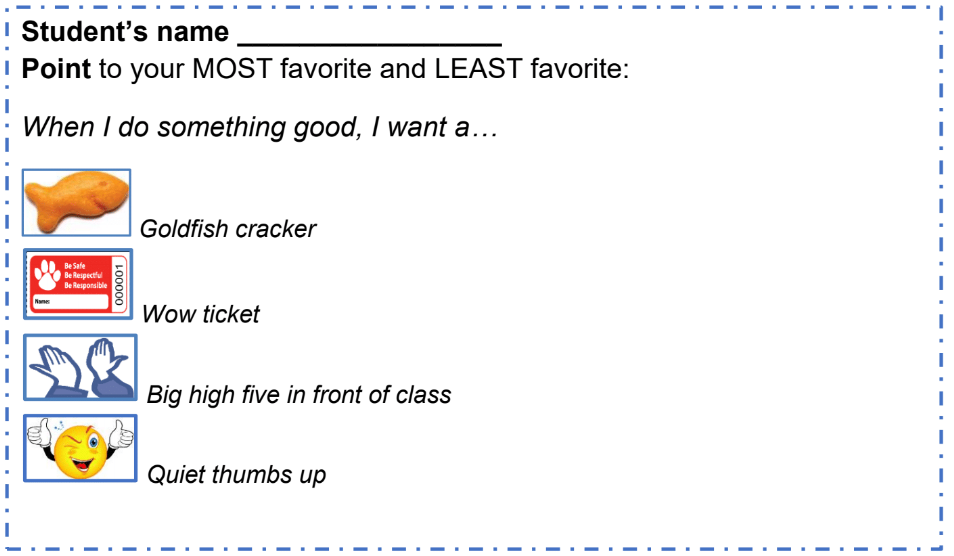 Student’s name _________________
Point to your MOST favorite and LEAST favorite:
When I do something good, I want a…
Goldfish cracker
Be Safe
Be Respectful
Be Responsible
Name:
000001
Wow ticket
Big high five in front of class
Quiet thumbs up